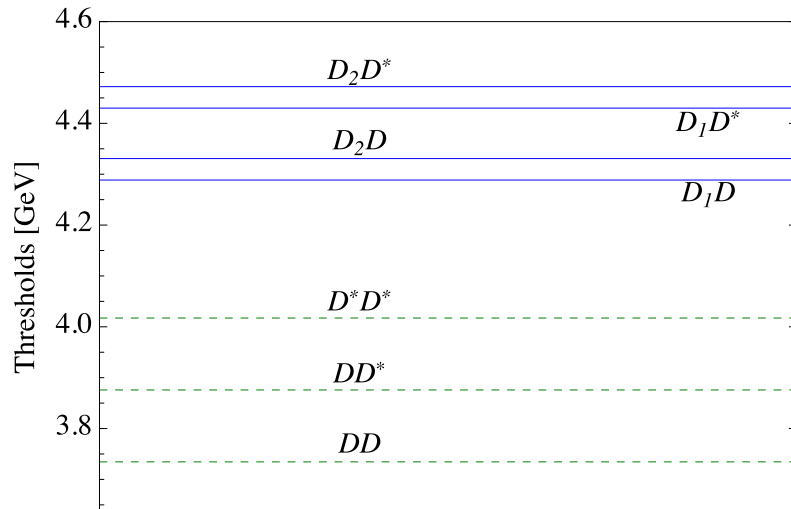 4.6
D₂D*
4.4
D₁D*
D₂D
D₁D
4.2
D*D*
4.0
DD*
3.8
DD
Thresholds [GeV]